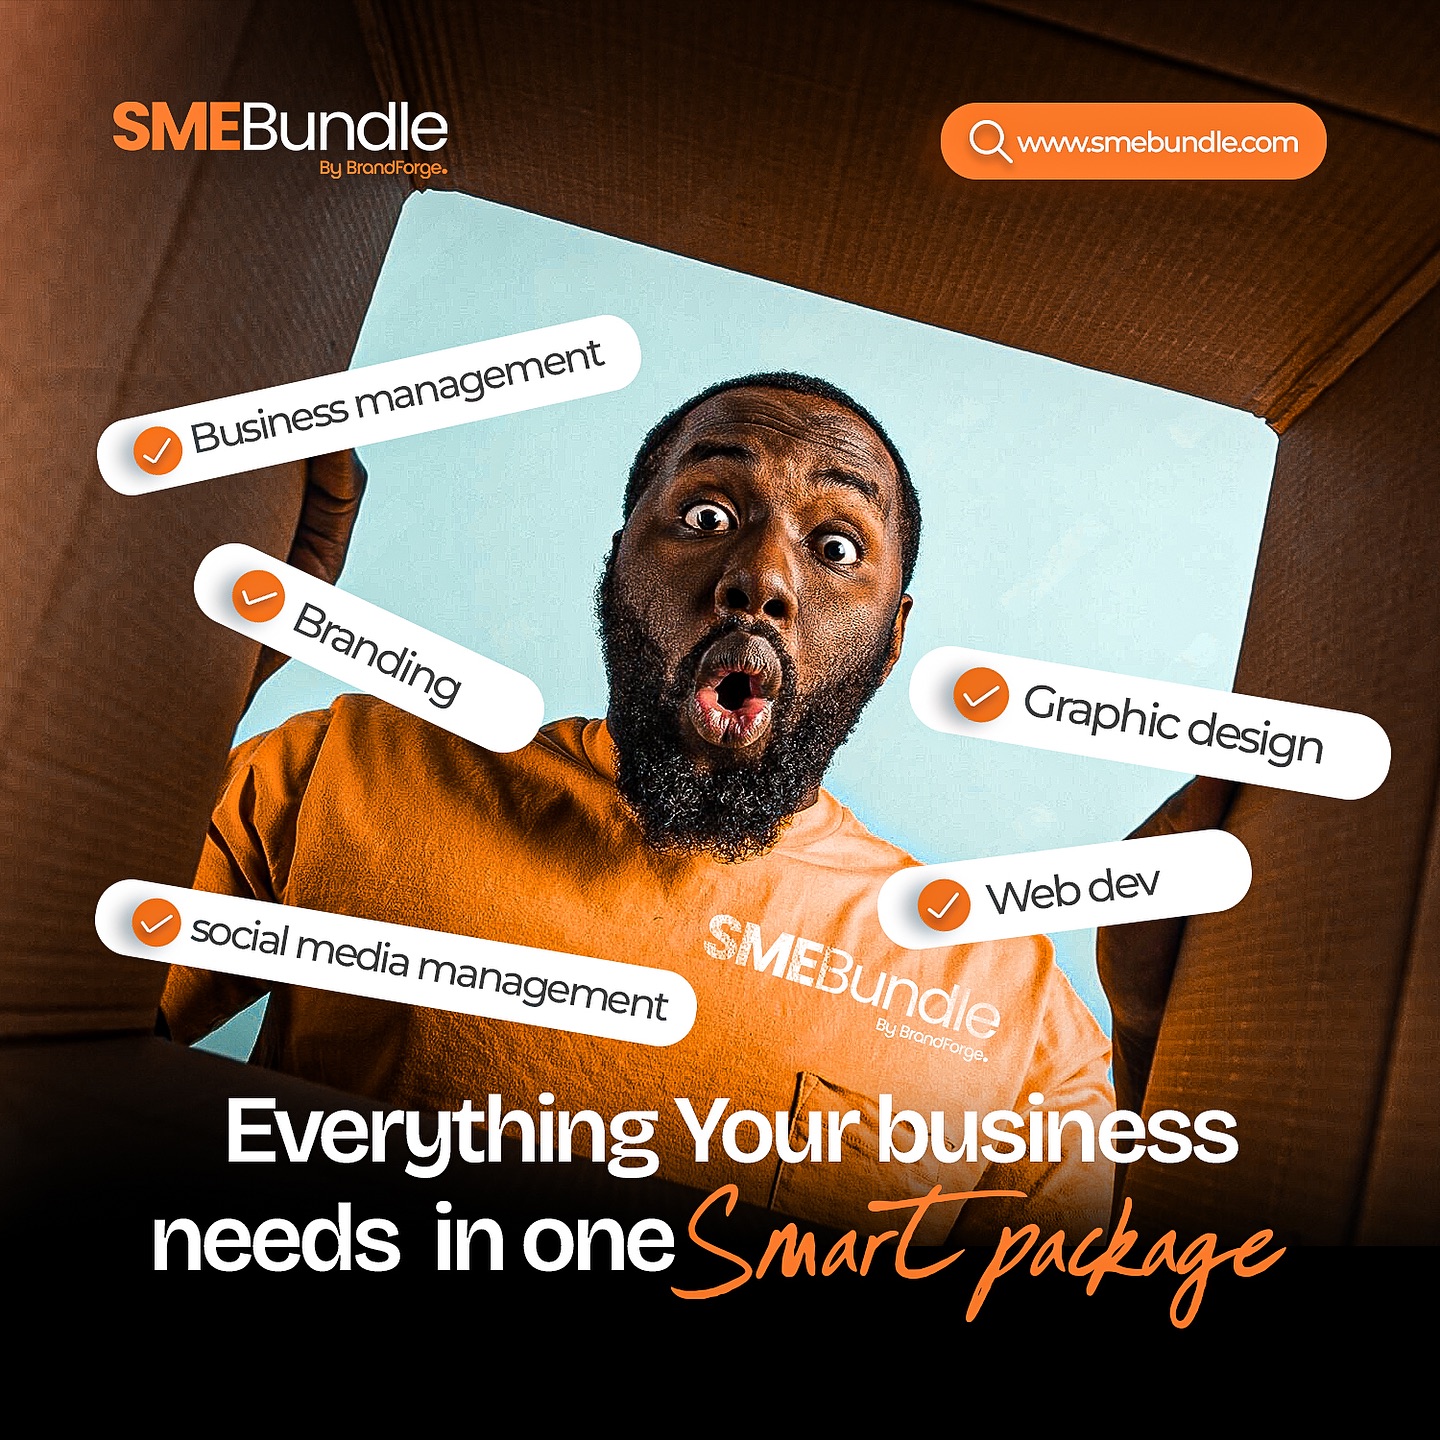 SMEBundle
By BrandForge.
www.smebundle.com
Business management
Branding
Graphic design
Web dev
social media management
SMEBundle
By BrandForge.
Everything Your business
needs in one Smart package